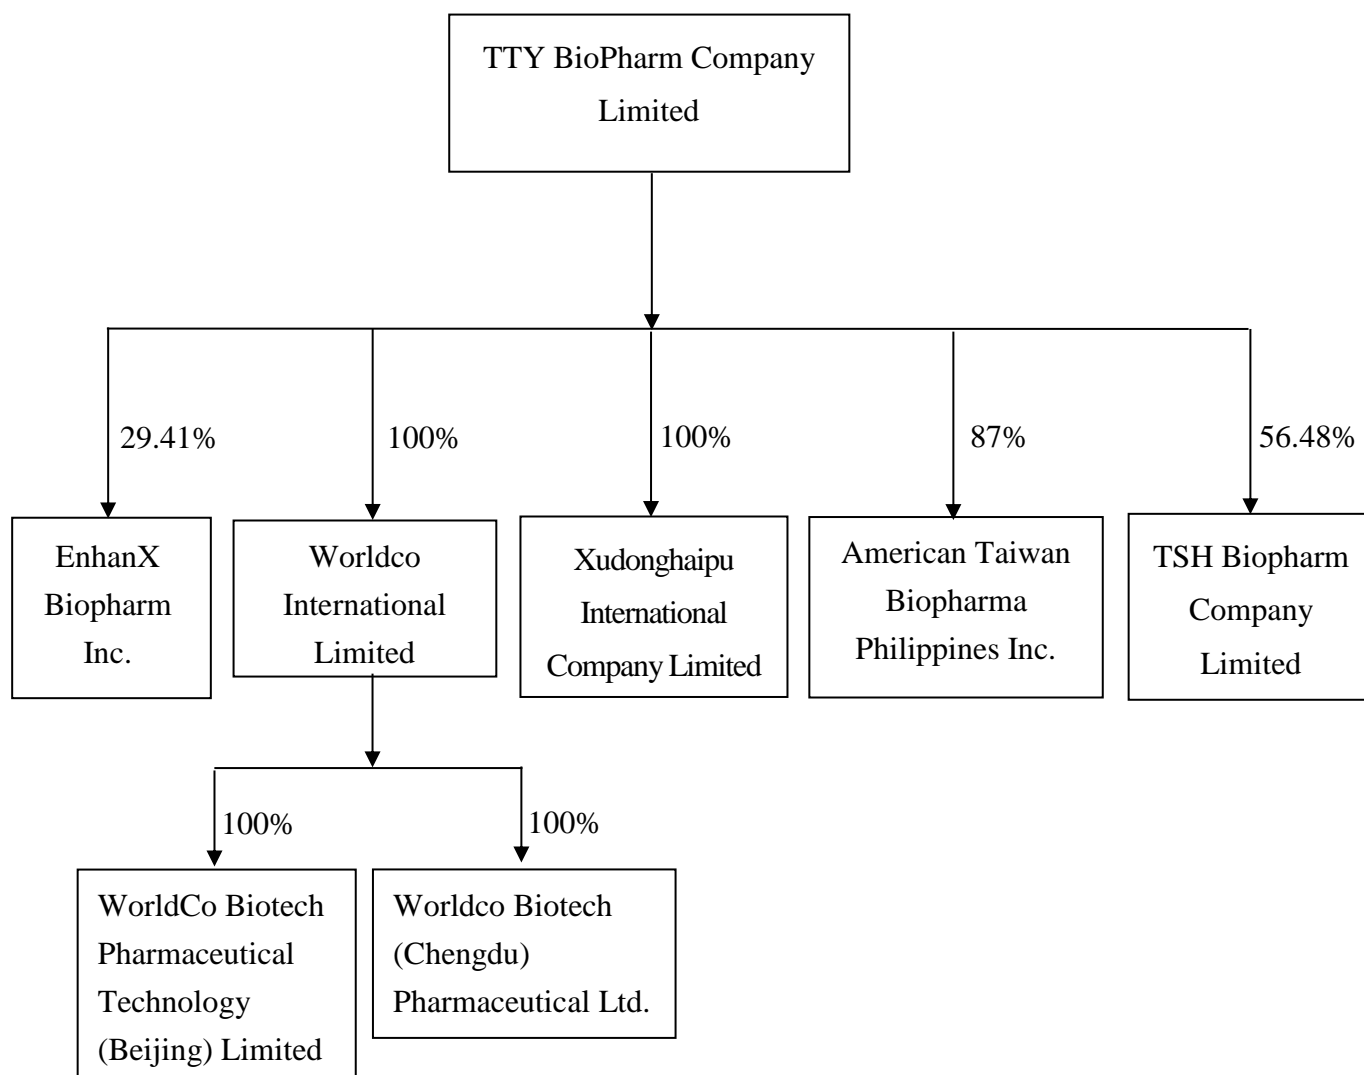 TTY BioPharm Company
Limited
29.41%
100%
100%
87%
56.48%
EnhanX
Biopharm
Inc.
Worldco
International
Limited
Xudonghaipu
International
Company Limited
American Taiwan
Biopharma
Philippines Inc.
TSH Biopharm
Company
Limited
100%
100%
WorldCo Biotech
Pharmaceutical
Technology
(Beijing) Limited
Worldco Biotech
(Chengdu)
Pharmaceutical Ltd.